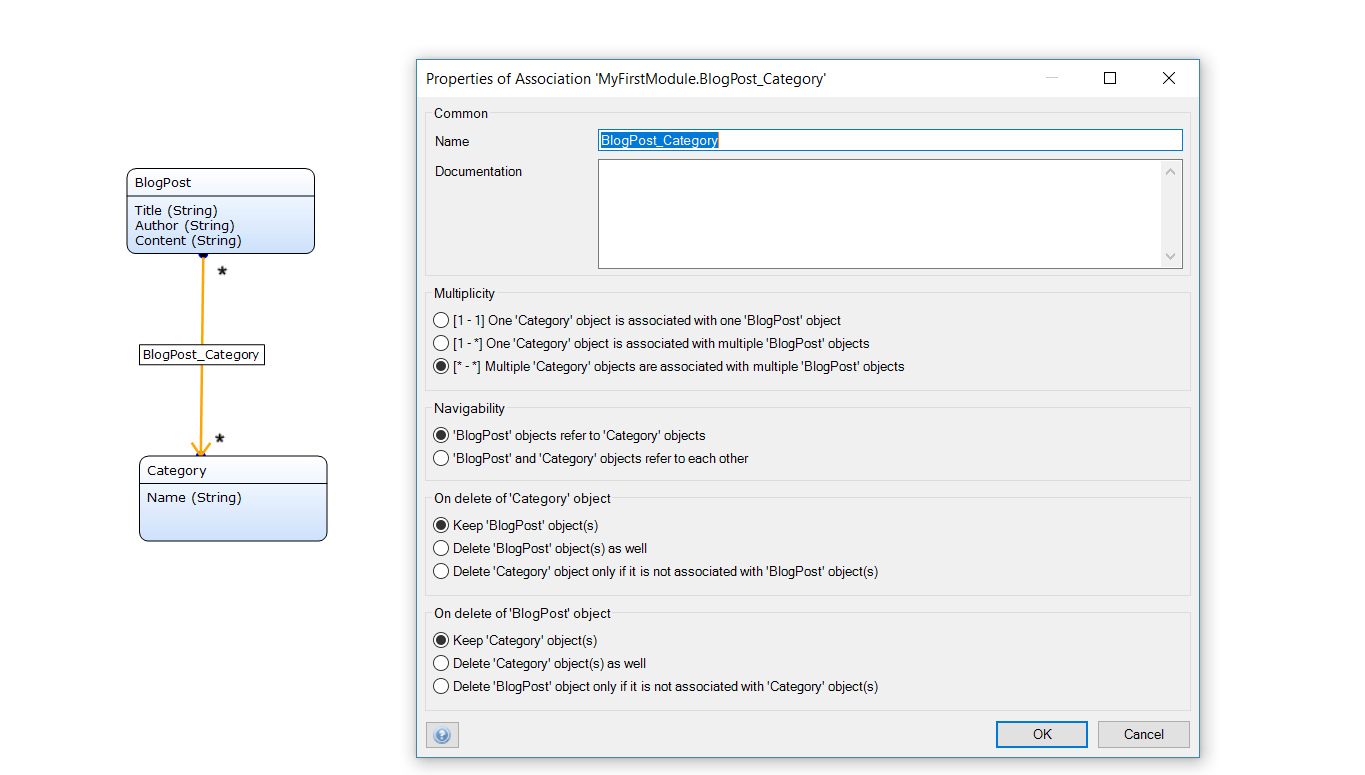 BlogPost
Title (String)
Author (String)
Content (String)
*
BlogPost_Category
*
Category
Name (String)
Properties of Association 'MyFirstModule.BlogPost_Category'
Common
Name
BlogPost_Category
Documentation
Multiplicity
[1 - 1] One 'Category' object is associated with one 'BlogPost' object
[1 - *] One 'Category' object is associated with multiple 'BlogPost' objects
[* - *] Multiple 'Category' objects are associated with multiple 'BlogPost' objects
Navigability
'BlogPost' objects refer to 'Category' objects
'BlogPost' and 'Category' objects refer to each other
On delete of 'Category' object
Keep 'BlogPost' object(s)
Delete 'BlogPost' object(s) as well
Delete 'Category' object only if it is not associated with 'BlogPost' object(s)
On delete of 'BlogPost' object
Keep 'Category' object(s)
Delete 'Category' object(s) as well
Delete 'BlogPost' object only if it is not associated with 'Category' object(s)
?
OK
Cancel